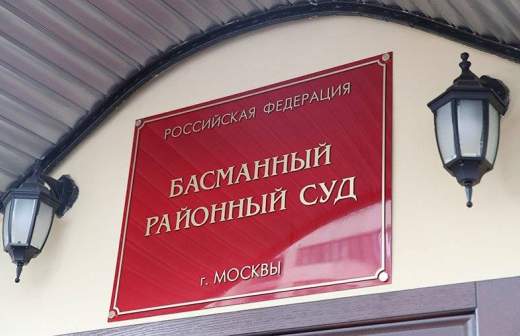 РОССИЙСКАЯ ФЕДЕРАЦИЯ
БАСМАННЫЙ
РАЙОННЫЙ СУД
г. МОСКВЫ